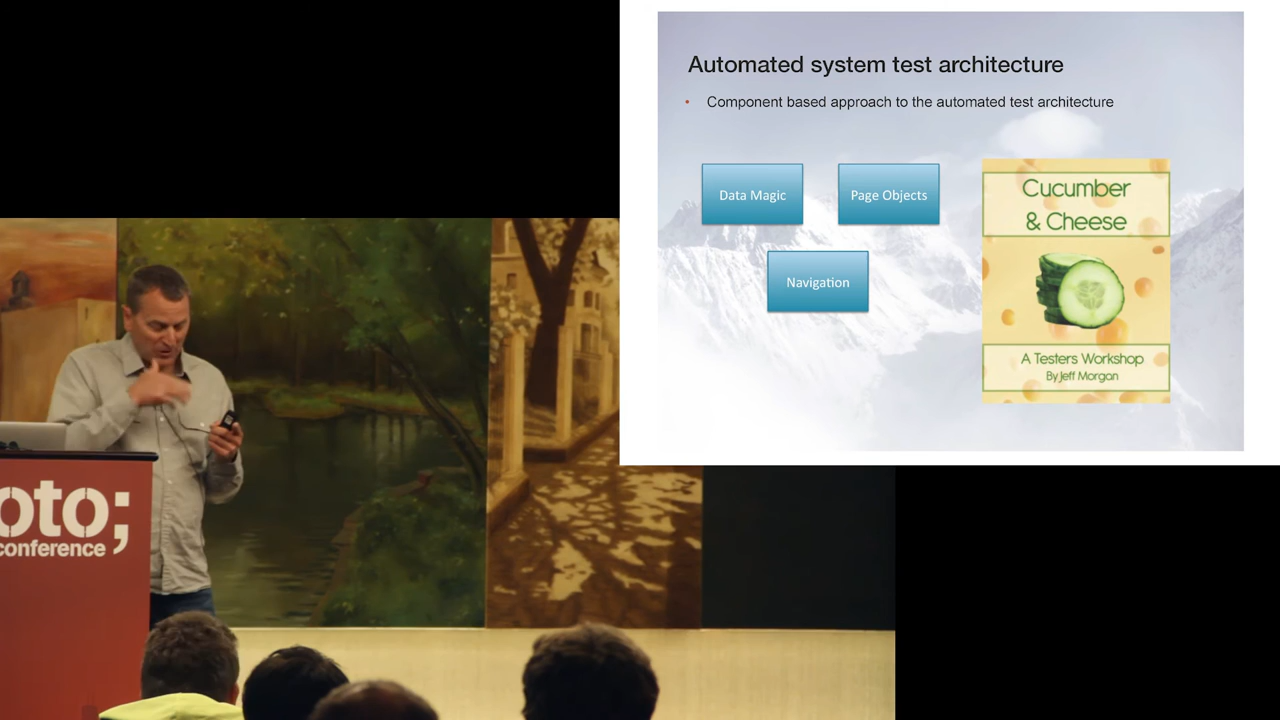 Automated system test architecture
• Component based approach to the automated test architecture
Data Magic
Page Objects
Navigation
Cucumber
& Cheese
A Testers Workshop
By Jeff Morgan
oto;
conference